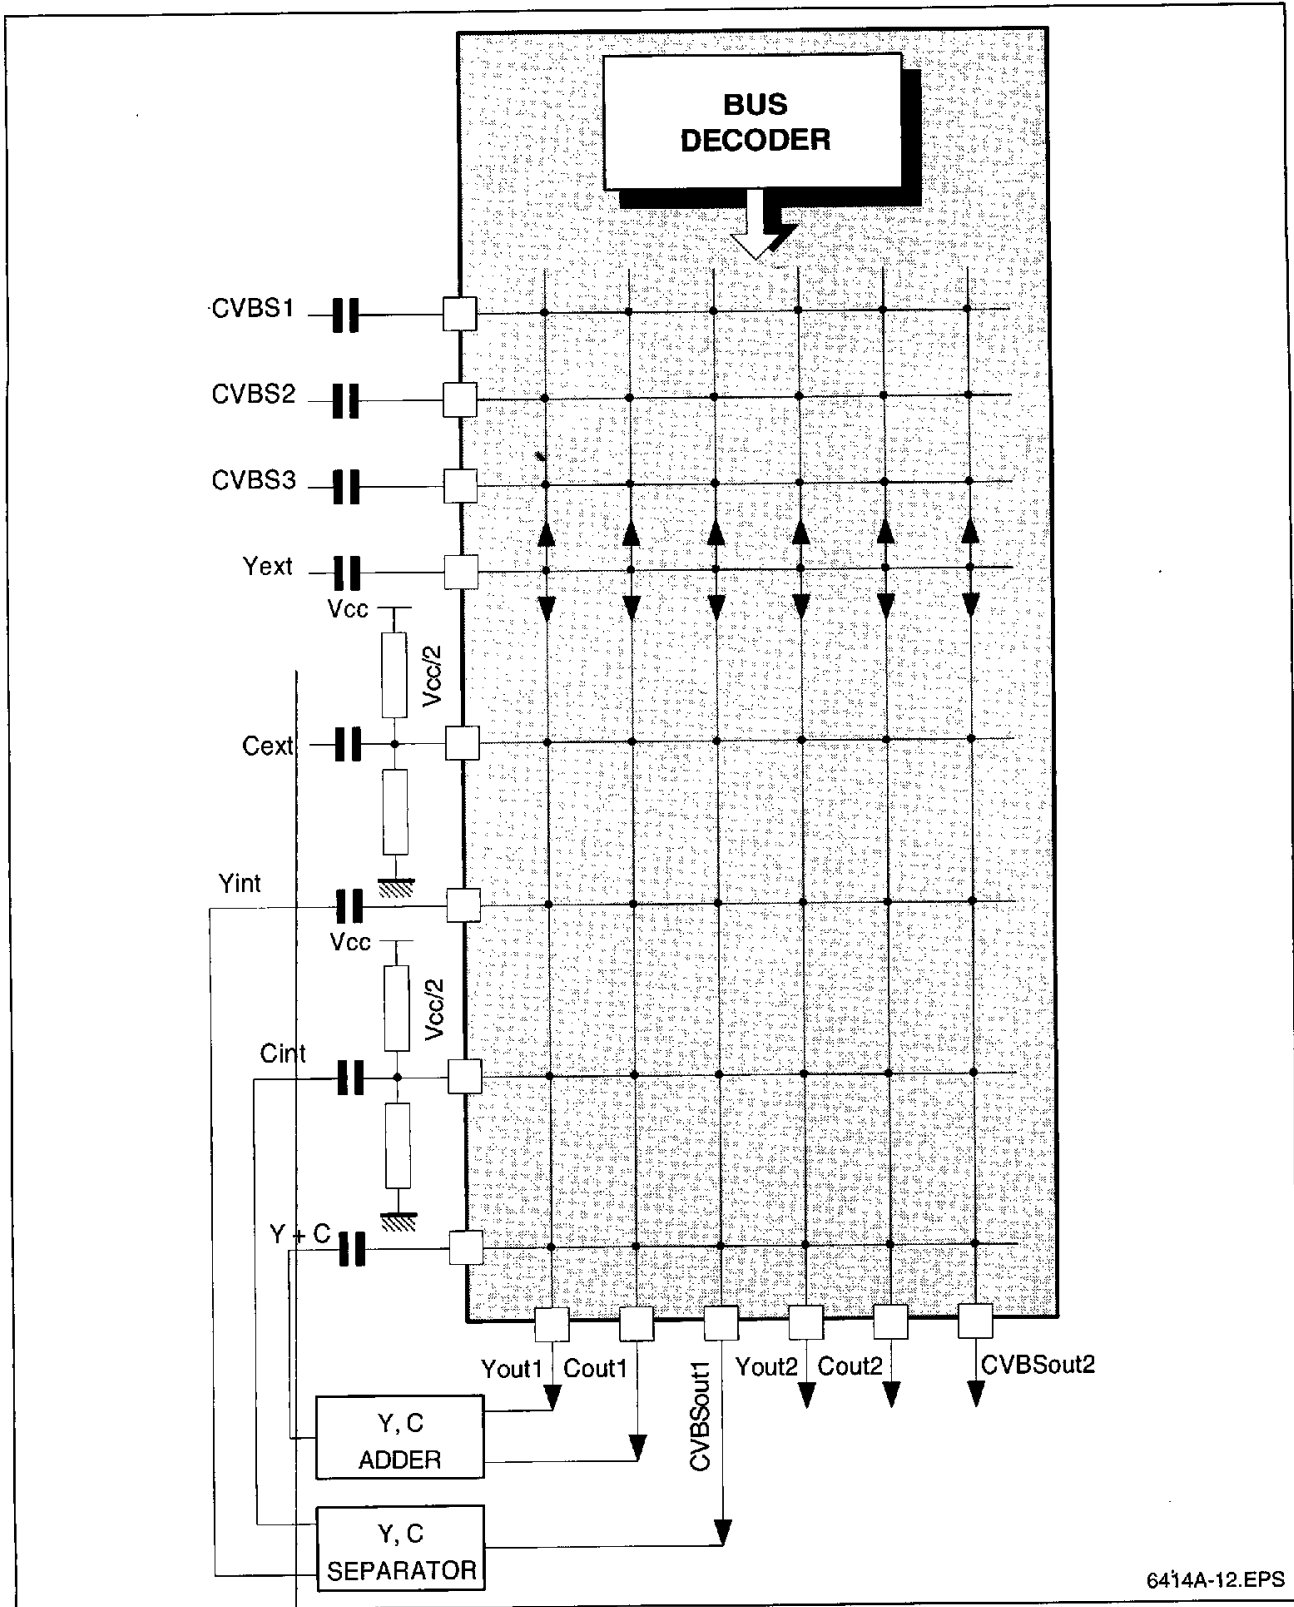 BUS
DECODER
CVBS1
CVBS2
CVBS3
Yext
Vcc
Vcc/2
Cext
Yint
Vcc
Vcc/2
Cint
Y + C
Yout1
Cout1
CVBSout1
Yout2
Cout2
CVBSout2
Y, C
ADDER
Y, C
SEPARATOR
6414A-12.EPS